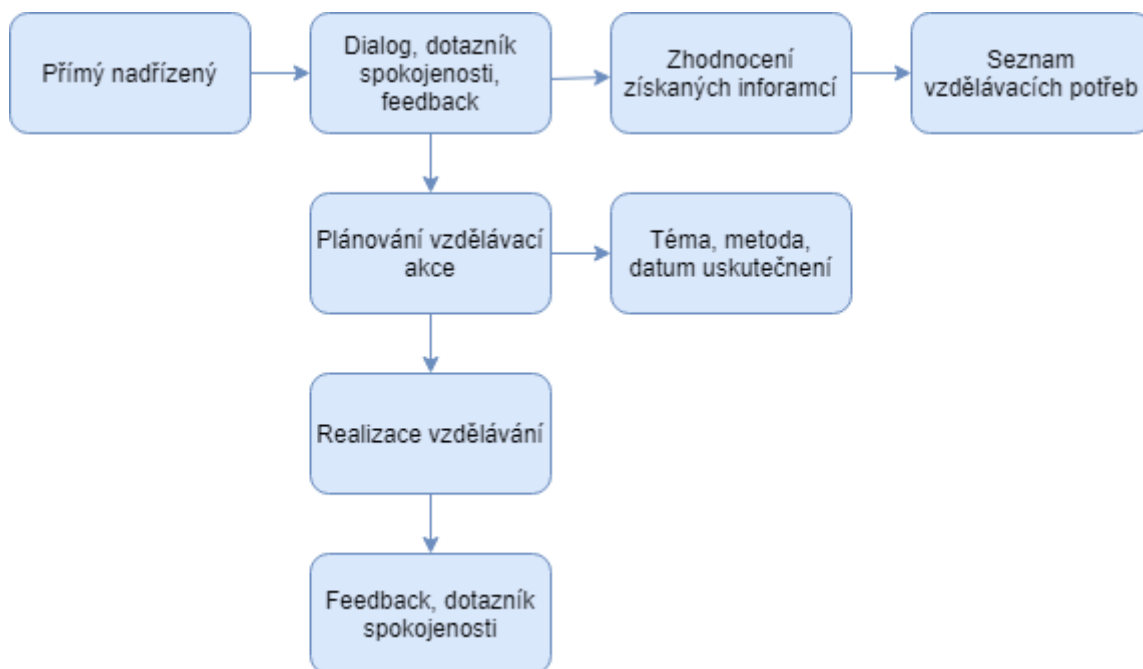 Přímý nadřízený
Dialog, dotazník
spokojenosti,
feedback
Zhodnocení
získaných inforamcí
Seznam
vzdělávacích potřeb
Plánování vzdělávací
akce
Téma, metoda,
datum uskutečnení
Realizace vzdělávání
Feedback, dotazník
spokojenosti